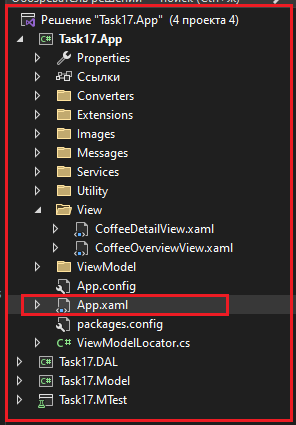 Решение "Task17.App" (4 проекта 4)
Task17.App
Properties
Ссылки
Converters
Extensions
Images
Messages
Services
Utility
View
CoffeeDetailView.xaml
CoffeeOverviewView.xaml
ViewModel
App.config
App.xaml
packages.config
ViewModelLocator.cs
Task17.DAL
Task17.Model
Task17.MTest